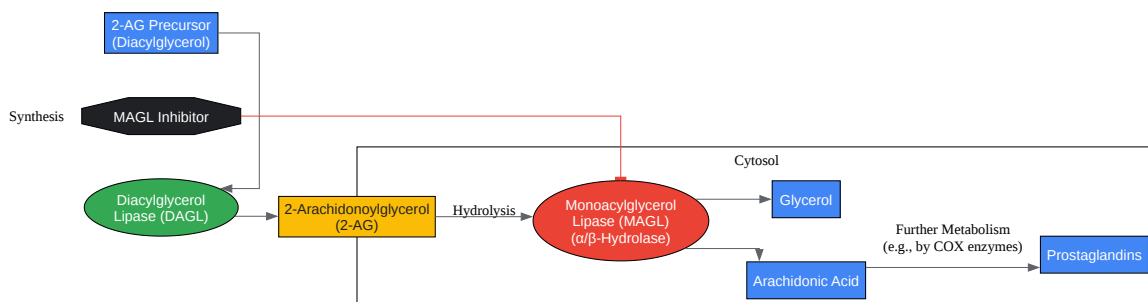 2-AG Precursor
(Diacylglycerol)
Synthesis
MAGL Inhibitor
Cytosol
Diacylglycerol
Lipase (DAGL)
2-Arachidonoylglycerol
(2-AG)
Hydrolysis
Monoacylglycerol
Lipase (MAGL)
(α/β-Hydrolase)
Glycerol
Further Metabolism
(e.g., by COX enzymes)
Arachidonic Acid
Prostaglandins